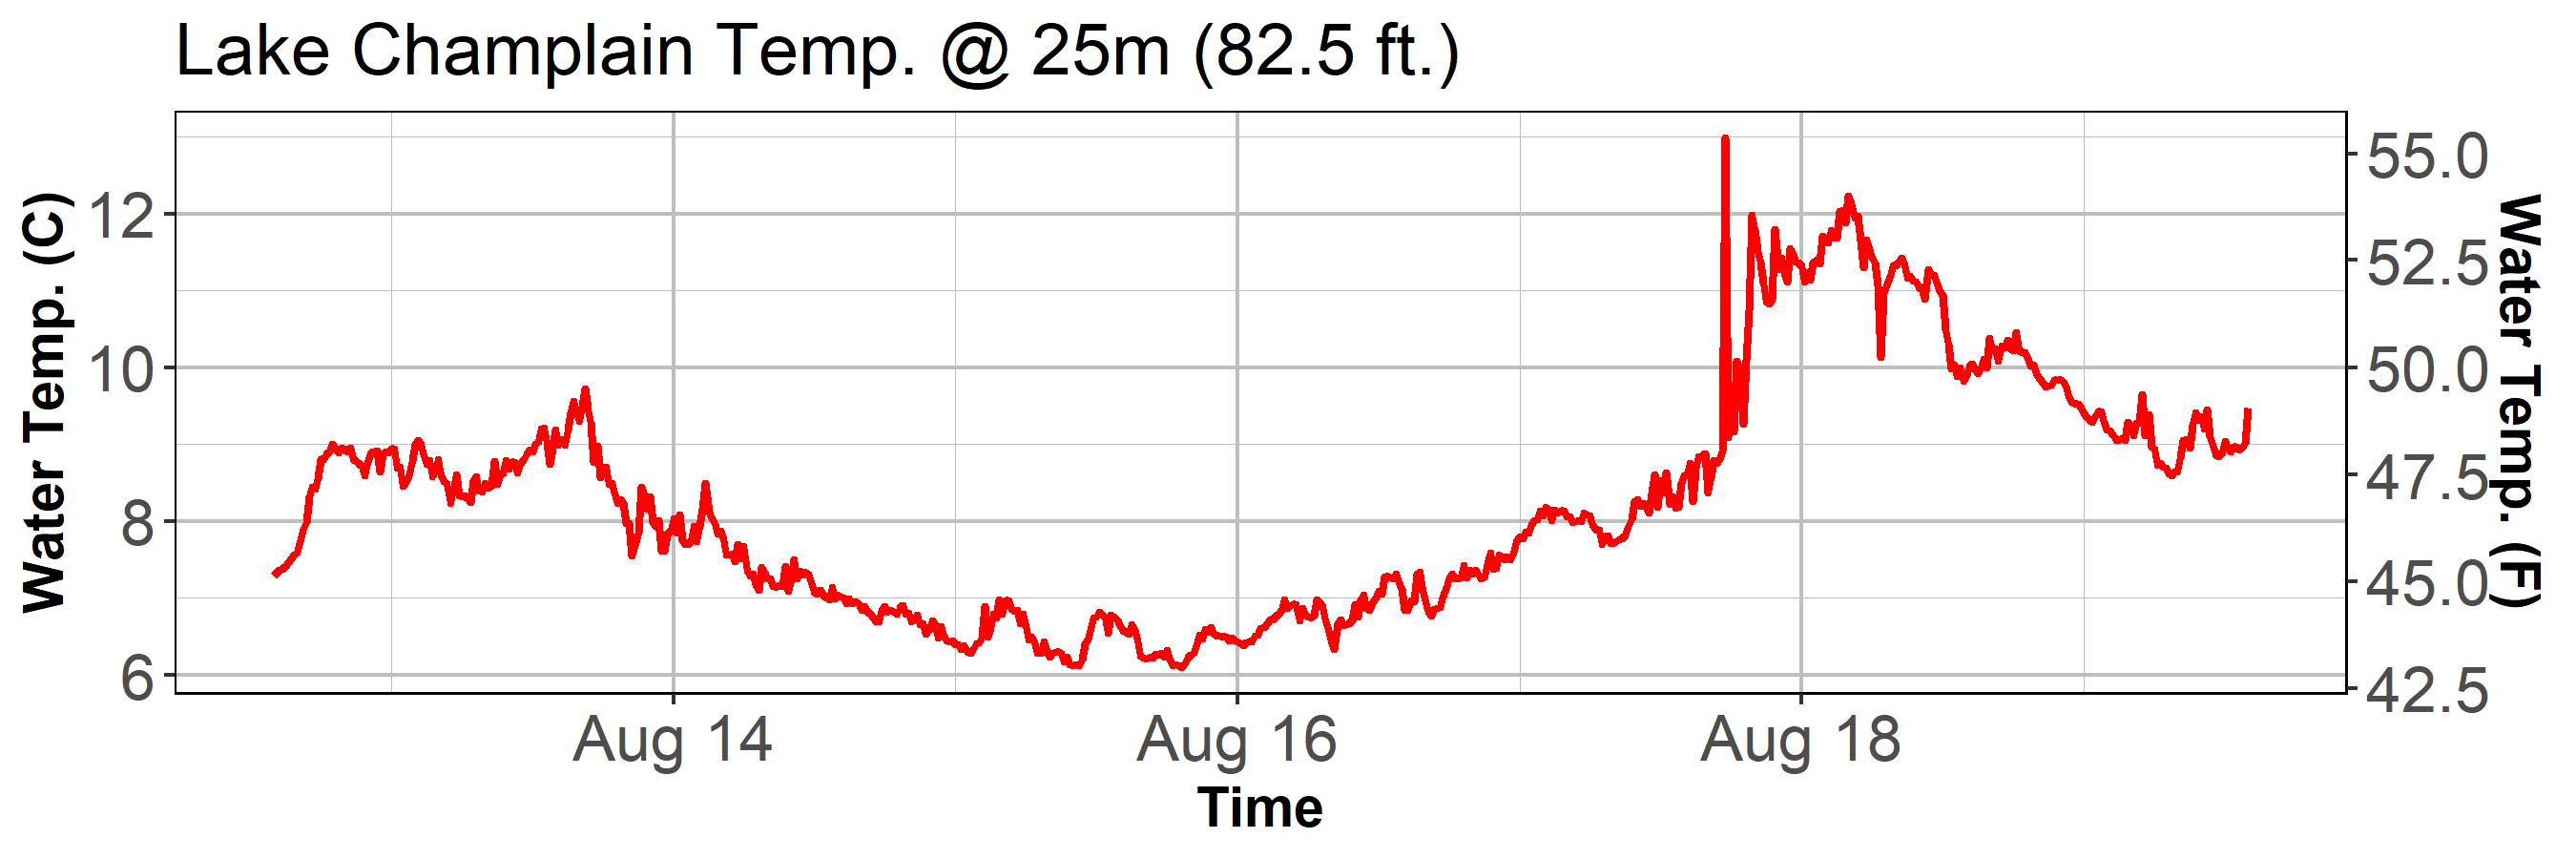 Lake Champlain Temp. @ 25m (82.5 ft.)
Water Temp. (C)
12
10
8
6
55.0
52.5
50.0
47.5
45.0
42.5
Water Temp. (F)
Aug 14
Aug 16
Aug 18
Time